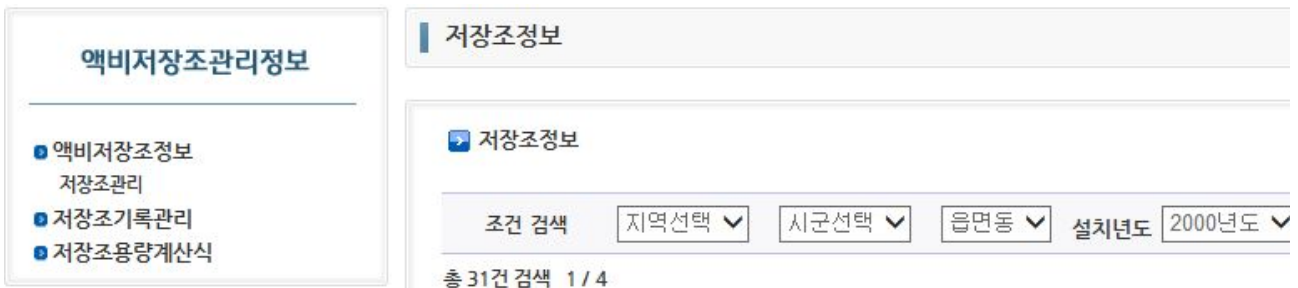 액비저장조관리정보
액비저장조정보
저장조관리
저장조기록관리
저장조용량계산식
저장조정보
저장조정보
조건 검색 지역선택 시군선택 읍면동 설치년도 2000년도
총 31건 검색 1 / 4